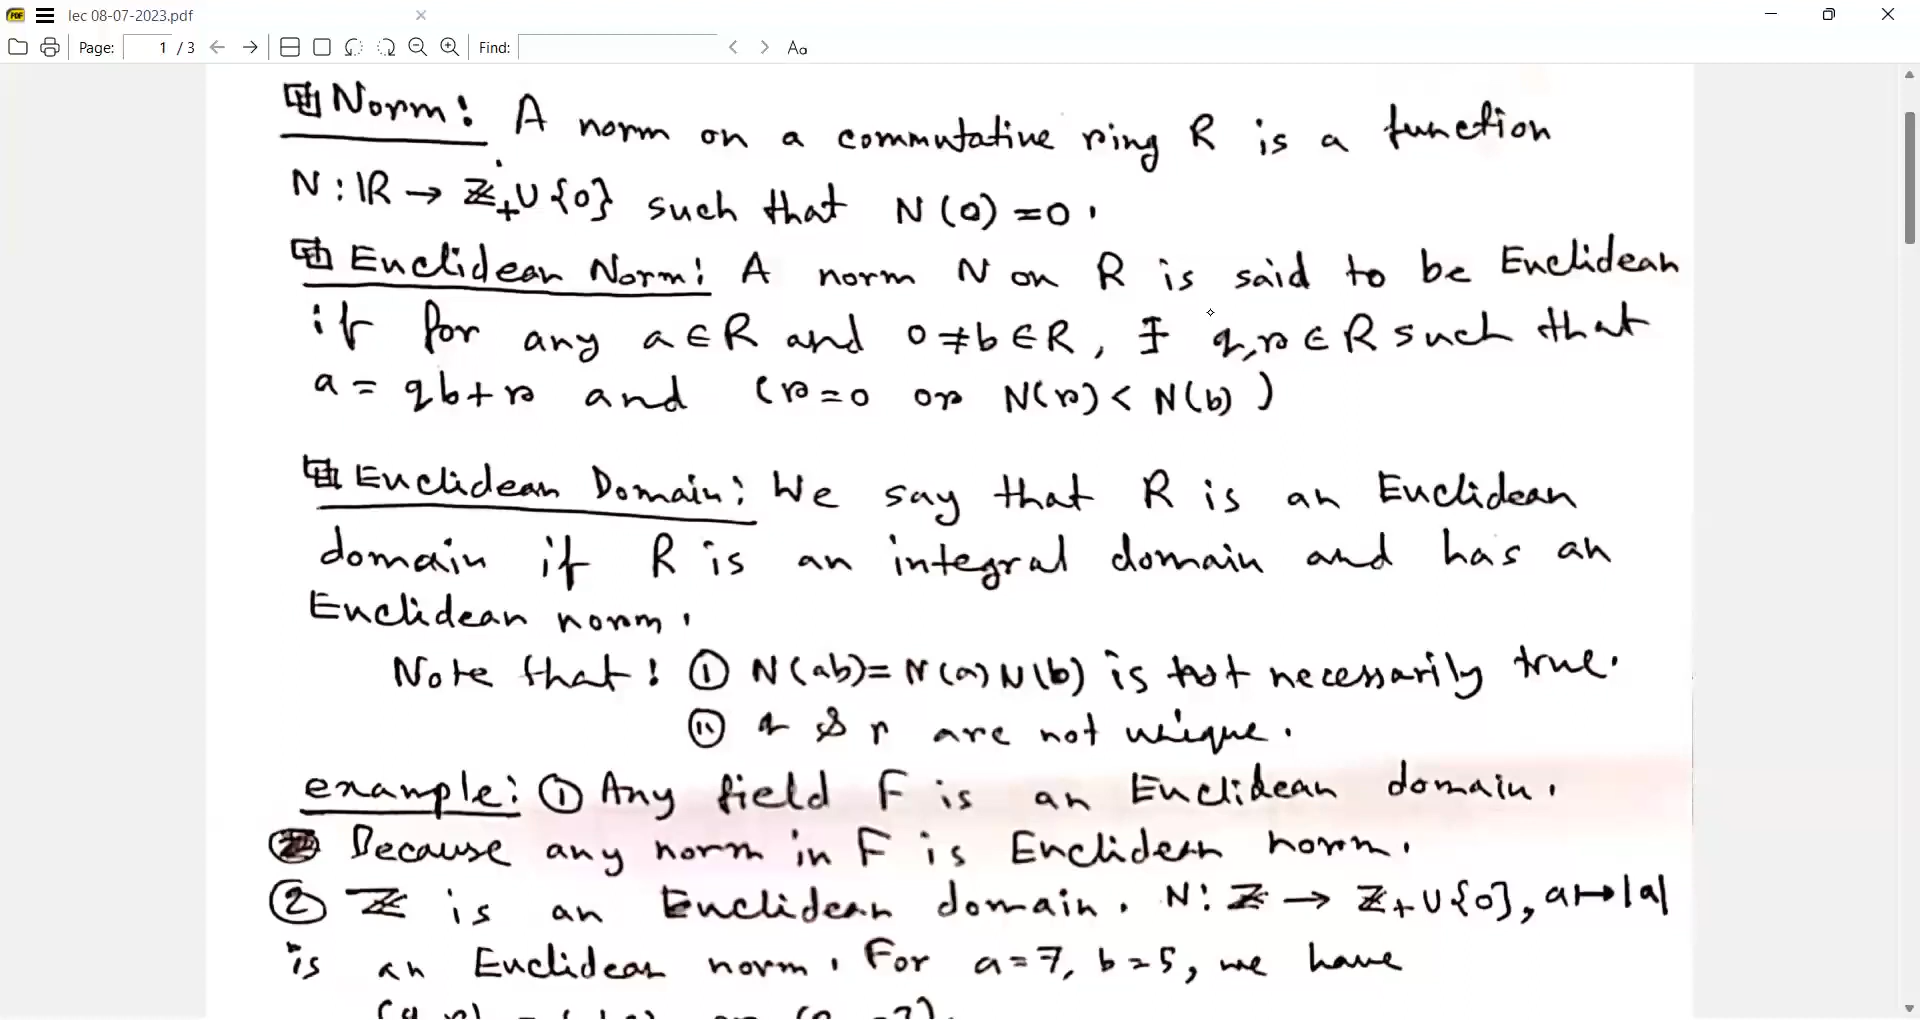 lec 08-07-2023.pdf
Page: 1 / 3 Find: Aa
Norm: A norm on a commutative ring R is a function
N : R → ℤ₊∪{0} such that N(0)=0.
Euclidean Norm: A norm N on R is said to be Euclidean
if for any a∈R and 0≠b∈R, ∃ q,r∈R such that
a = qb+r and (r=0 or N(r) < N(b))
Euclidean Domain: We say that R is an Euclidean
domain if R is an integral domain and has an
Euclidean norm.
Note that: ① N(ab)= N(a)N(b) is not necessarily true.
⑪ q & r are not unique.
example: ① Any field F is an Euclidean domain.
Because any norm in F is Euclidean norm.
② ℤ is an Euclidean domain. N: ℤ → ℤ₊∪{0}, a↦|a|
is an Euclidean norm. For a=7, b=5, we have